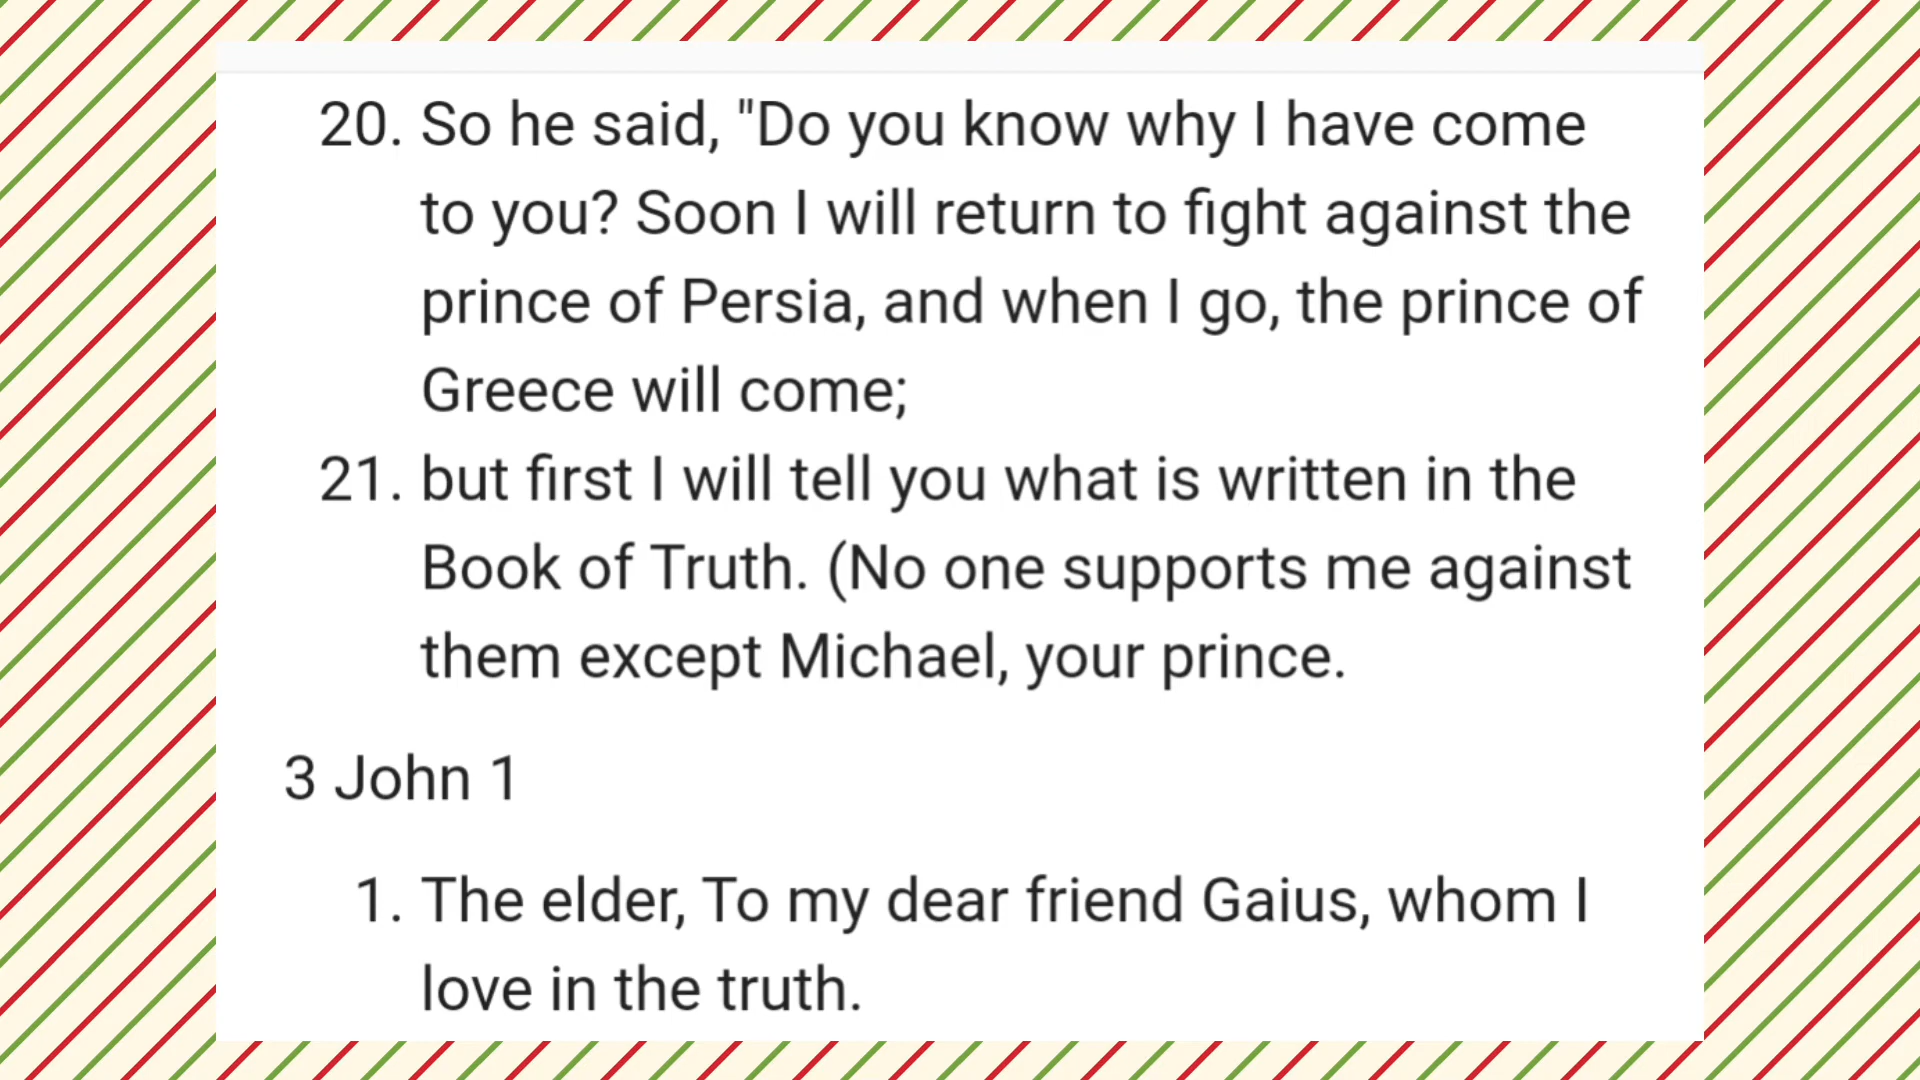 20. So he said, "Do you know why I have come
to you? Soon I will return to fight against the
prince of Persia, and when I go, the prince of
Greece will come;
21. but first I will tell you what is written in the
Book of Truth. (No one supports me against
them except Michael, your prince.
3 John 1
1. The elder, To my dear friend Gaius, whom I
love in the truth.